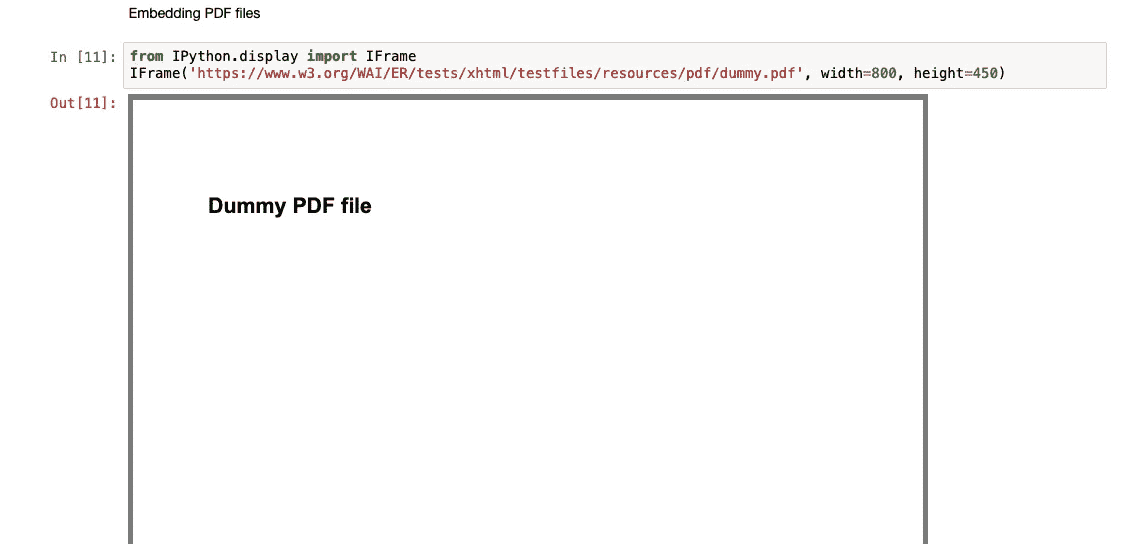 Embedding PDF files
In [11]: from IPython.display import IFrame
IFrame('https://www.w3.org/WAI/ER/tests/xhtml/testfiles/resources/pdf/dummy.pdf', width=800, height=450)
Out[11]:
Dummy PDF file